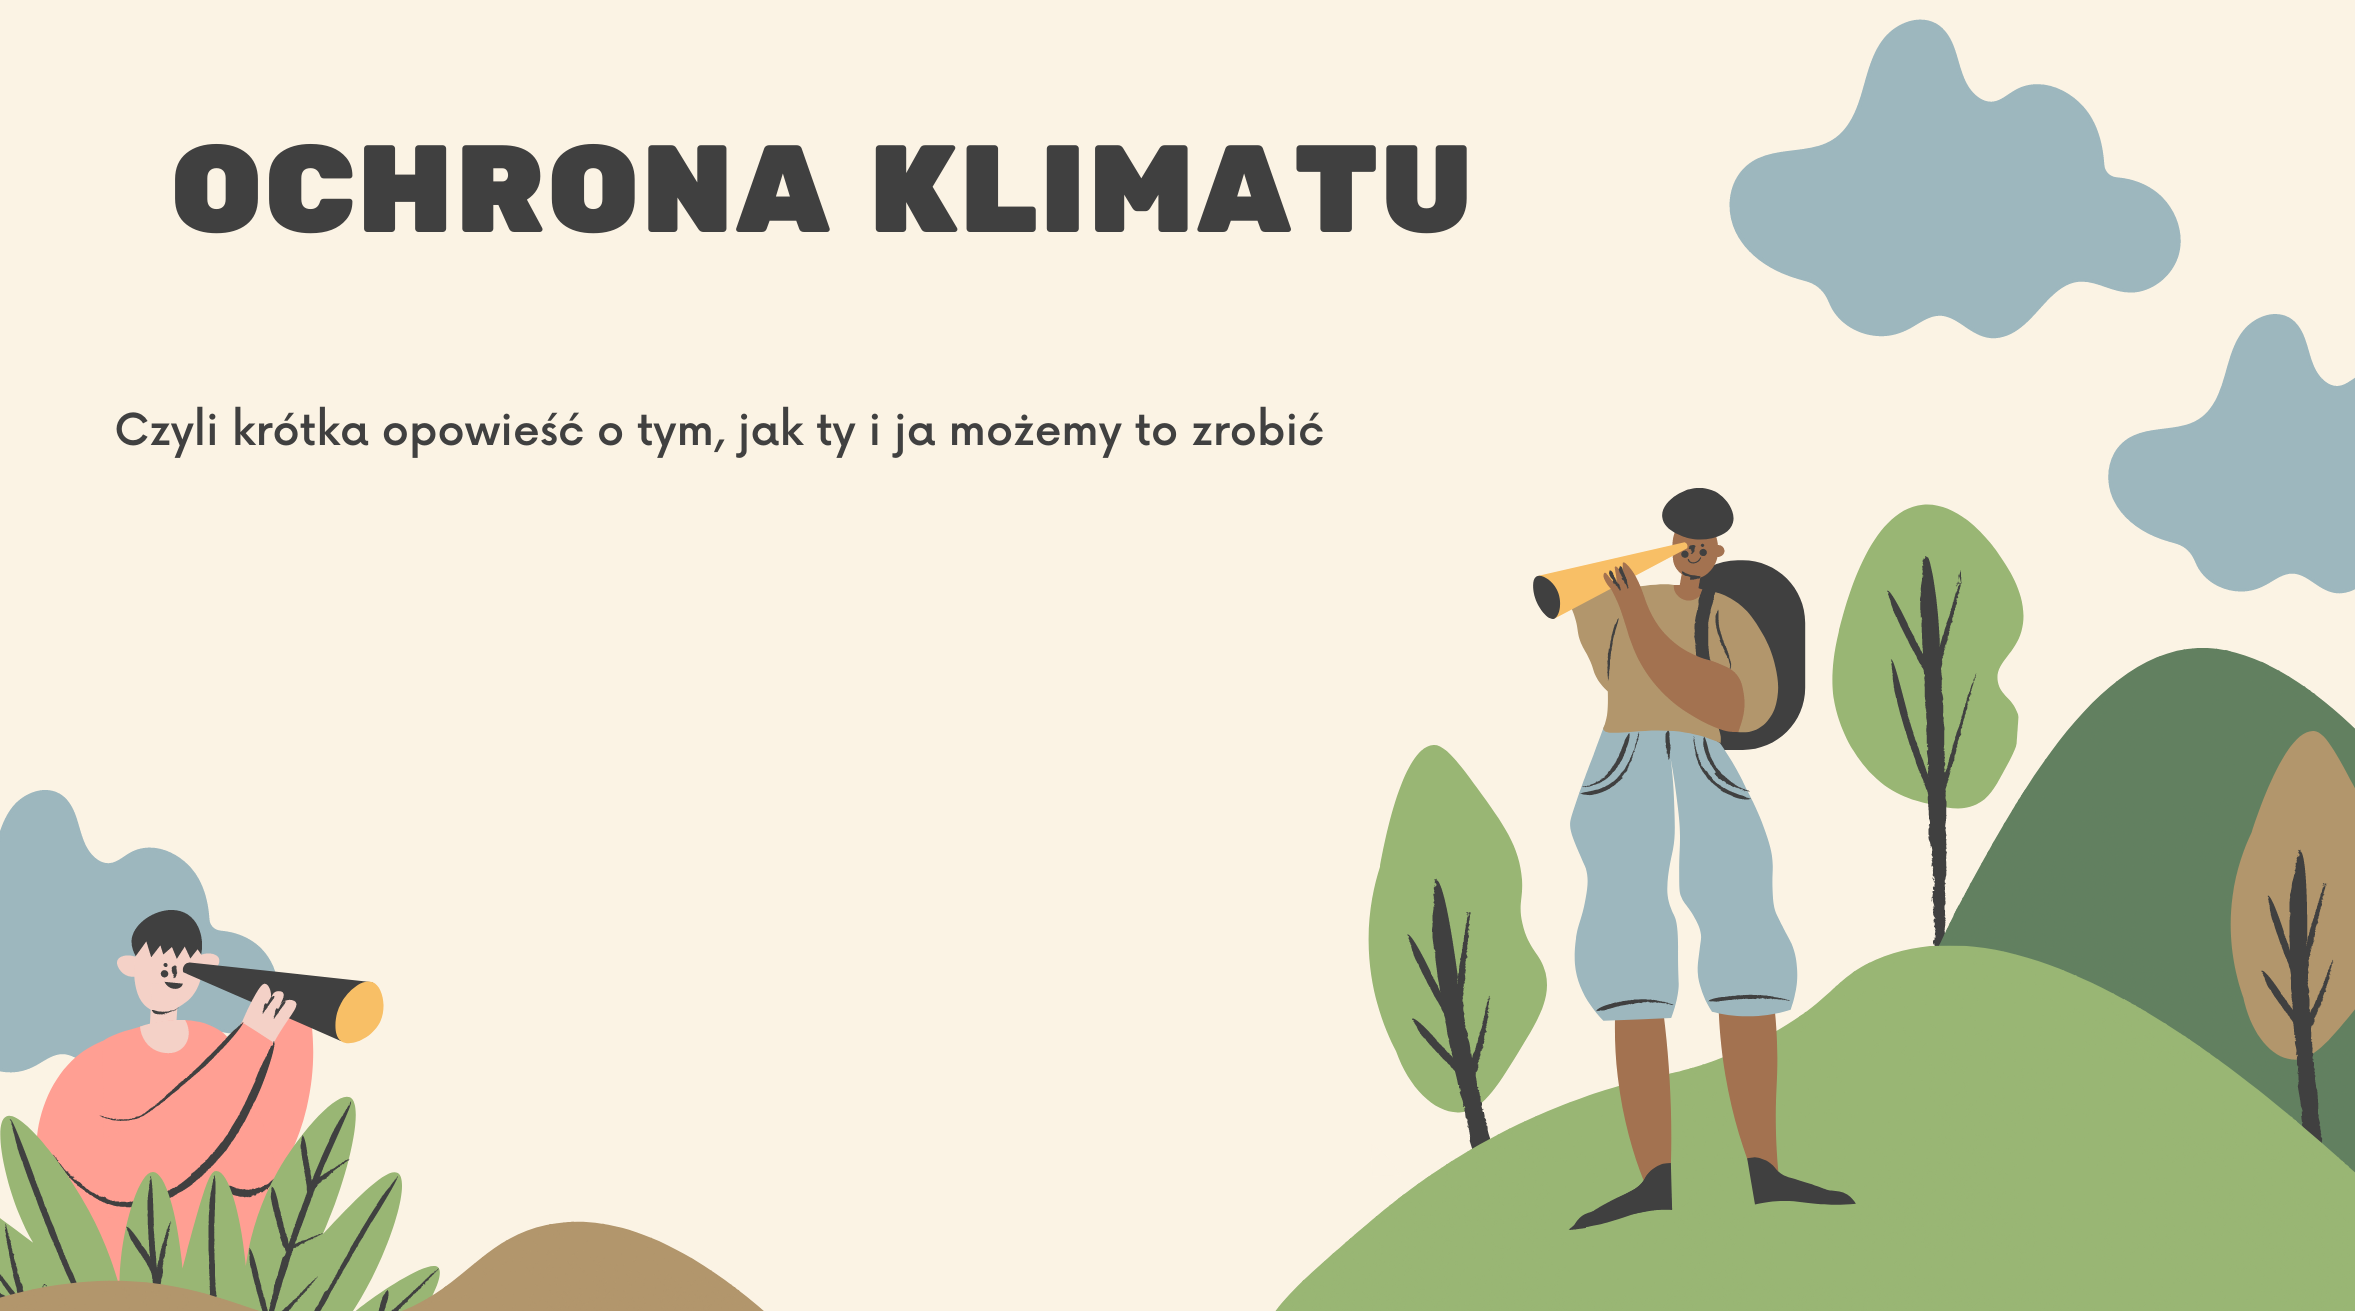 OCHRONA KLIMATU
Czyli krótka opowieść o tym, jak ty i ja możemy to zrobić